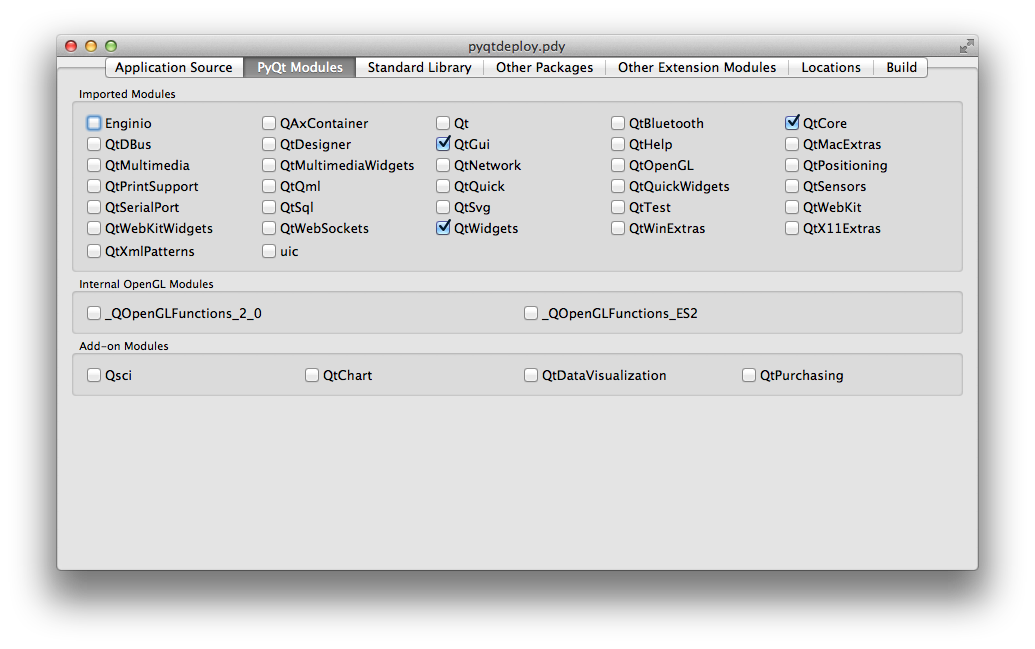 pyqtdeploy.pdy
Application Source PyQt Modules Standard Library Other Packages Other Extension Modules Locations Build
Imported Modules
Enginio QAxContainer Qt QtBluetooth QtCore
QtDBus QtDesigner QtGui QtHelp QtMacExtras
QtMultimedia QtMultimediaWidgets QtNetwork QtOpenGL QtPositioning
QtPrintSupport QtQml QtQuick QtQuickWidgets QtSensors
QtSerialPort QtSql QtSvg QtTest QtWebKit
QtWebKitWidgets QtWebSockets QtWidgets QtWinExtras QtX11Extras
QtXmlPatterns uic
Internal OpenGL Modules
_QOpenGLFunctions_2_0 _QOpenGLFunctions_ES2
Add-on Modules
Qsci QtChart QtDataVisualization QtPurchasing